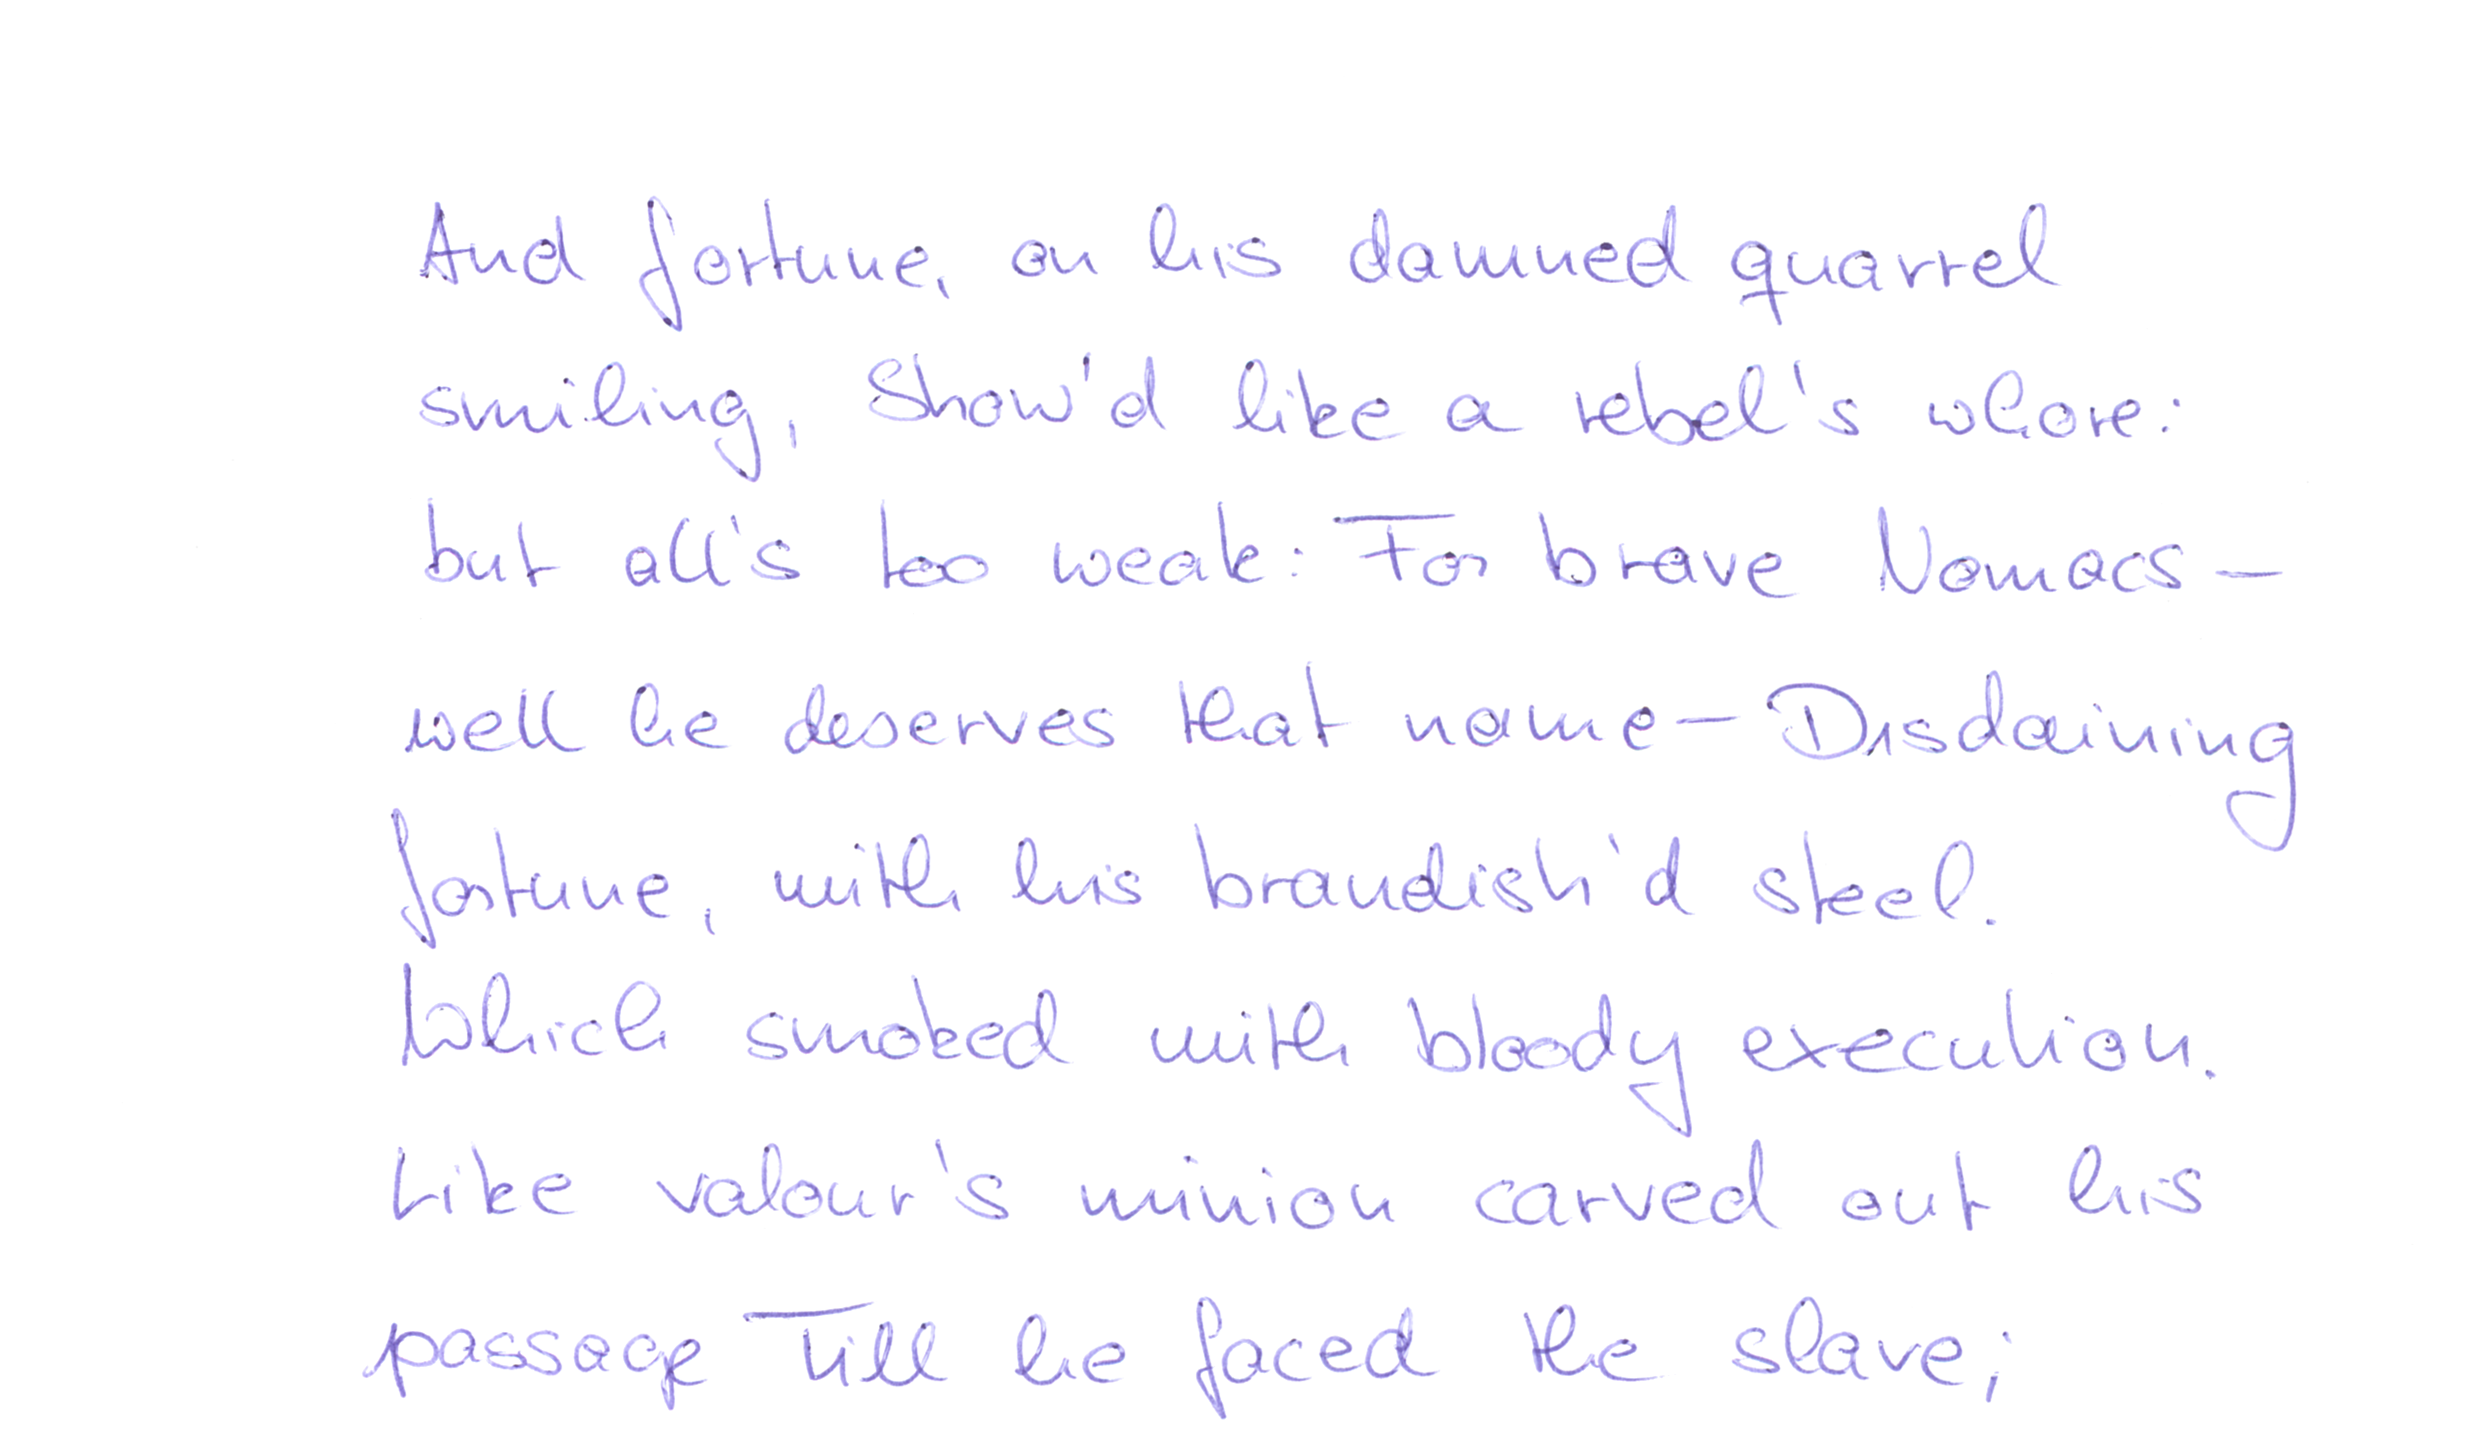 And fortune, on his damned quarrel
smiling, Show'd like a rebel's whore:
but all's too weak: For brave Nomacs -
well he deserves that name - Disdaining
fortune, with his brandish'd steel.
Which smoked with bloody execution.
Like valour's minion carved out his
passage Till he faced the slave;